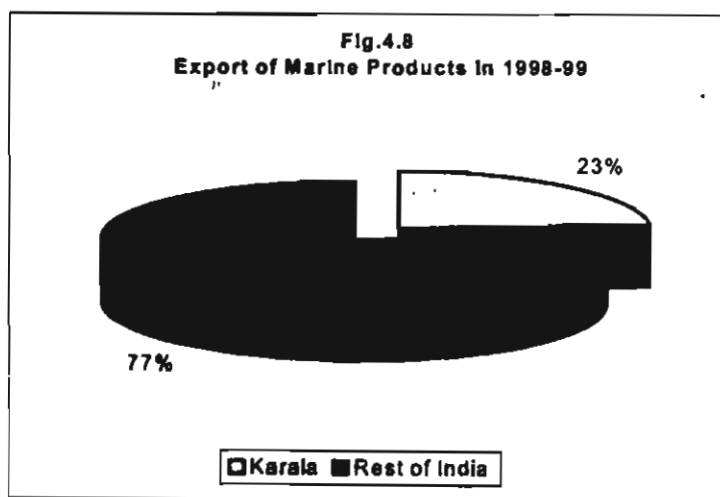 Fig.4.8
Export of Marine Products in 1998-99
23%
77%
Karala Rest of India